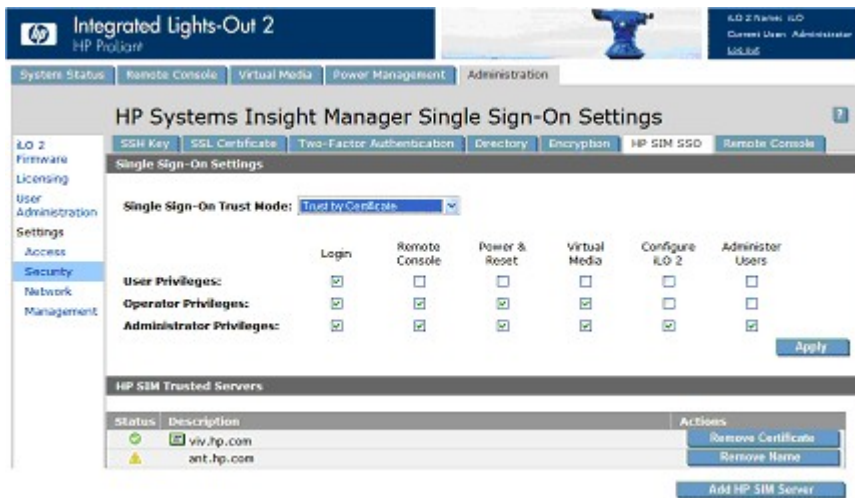 hp
Integrated Lights-Out 2
HP ProLiant
iLO 2 Name: iLO
Current User: Administrator
Log out
System Status Remote Console Virtual Media Power Management Administration
HP Systems Insight Manager Single Sign-On Settings
?
SSH Key SSL Certificate Two-Factor Authentication Directory Encryption HP SIM SSO Remote Console
iLO 2
Firmware
Licensing
User
Administration
Settings
Access
Security
Network
Management
Single Sign-On Settings
Single Sign-On Trust Mode: Trust by Certificate
Login Remote Console Power & Reset Virtual Media Configure iLO 2 Administer Users
User Privileges:
Operator Privileges:
Administrator Privileges:
Apply
HP SIM Trusted Servers
Status Description Actions
viv.hp.com Remove Certificate
ant.hp.com Remove Name
Add HP SIM Server